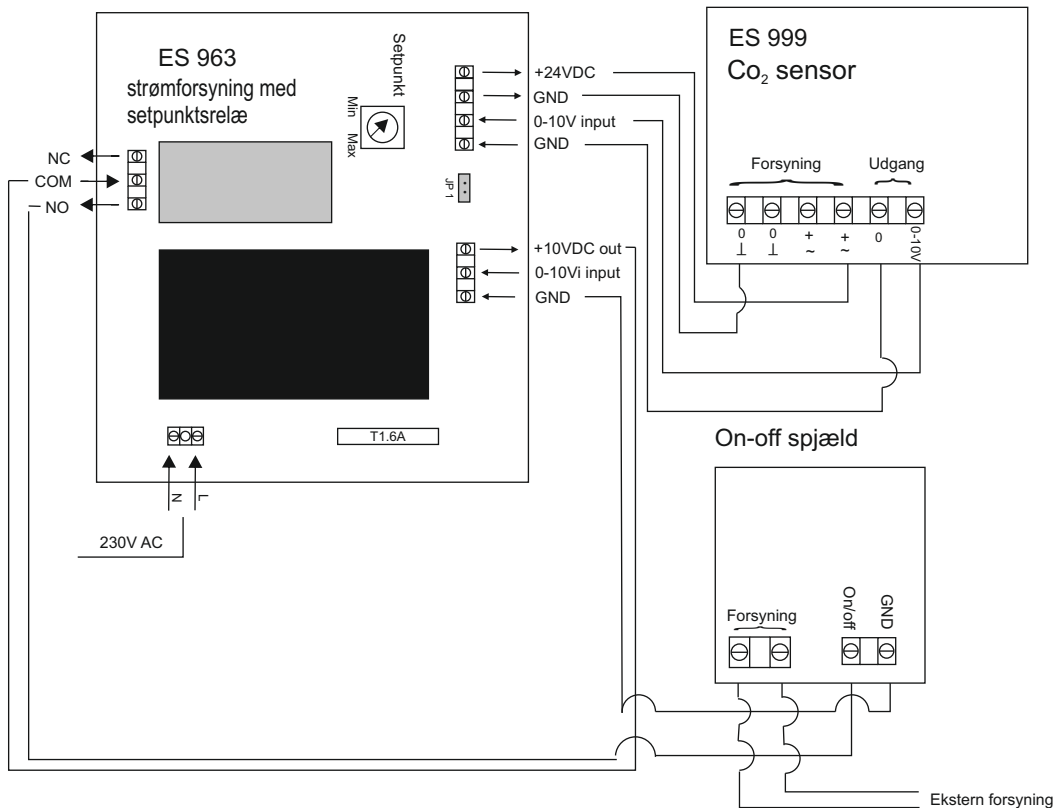 ES 963
strømforsyning med
setpunktsrelæ
Setpunkt
Min
Max
+24VDC
GND
0-10V input
GND
NC
COM
NO
JP 1
+10VDC out
0-10Vi input
GND
T1.6A
N
L
230V AC
ES 999
Co₂ sensor
Forsyning
Udgang
0
0
+
+
0
0-10V
⊥
⊥
~
~
On-off spjæld
Forsyning
On/off
GND
Ekstern forsyning